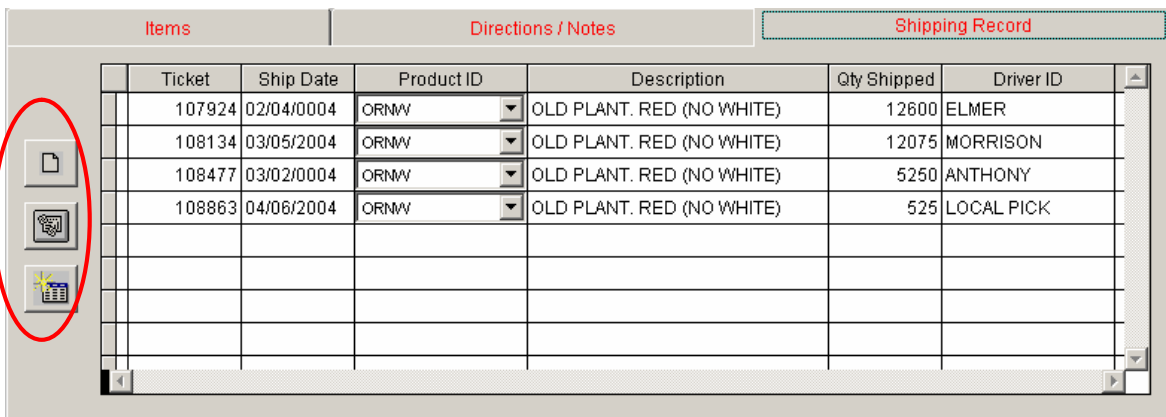 Items Directions / Notes Shipping Record
Ticket Ship Date Product ID Description Qty Shipped Driver ID
107924 02/04/0004 ORNW OLD PLANT. RED (NO WHITE) 12600 ELMER
108134 03/05/2004 ORNW OLD PLANT. RED (NO WHITE) 12075 MORRISON
108477 03/02/0004 ORNW OLD PLANT. RED (NO WHITE) 5250 ANTHONY
108863 04/06/2004 ORNW OLD PLANT. RED (NO WHITE) 525 LOCAL PICK